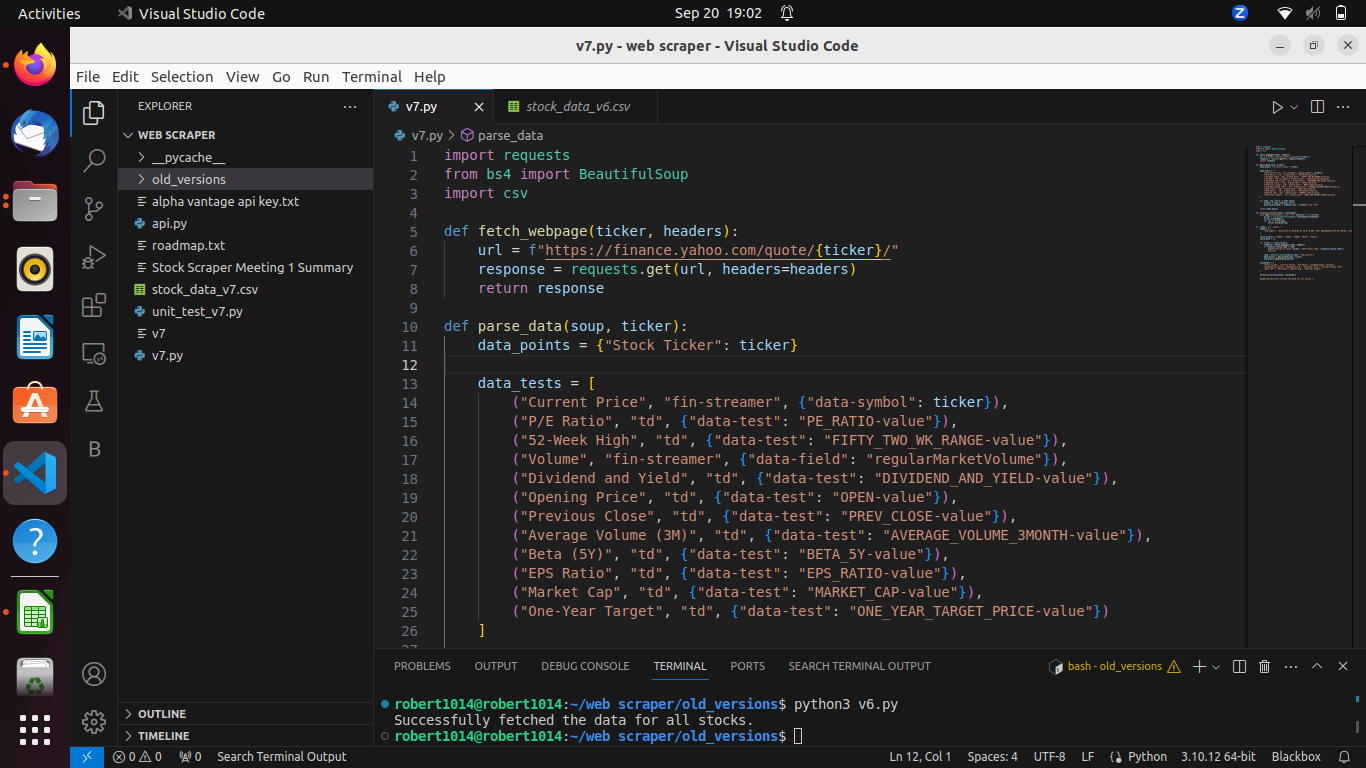 Activities
Visual Studio Code
Sep 20 19:02
Z
v7.py - web scraper - Visual Studio Code
File Edit Selection View Go Run Terminal Help
EXPLORER
WEB SCRAPER
__pycache__
old_versions
alpha vantage api key.txt
api.py
roadmap.txt
Stock Scraper Meeting 1 Summary
stock_data_v7.csv
unit_test_v7.py
v7
v7.py
OUTLINE
TIMELINE
v7.py
stock_data_v6.csv
v7.py > parse_data
1 import requests
2 from bs4 import BeautifulSoup
3 import csv
4
5 def fetch_webpage(ticker, headers):
6     url = f"https://finance.yahoo.com/quote/{ticker}/"
7     response = requests.get(url, headers=headers)
8     return response
9
10 def parse_data(soup, ticker):
11     data_points = {"Stock Ticker": ticker}
12
13     data_tests = [
14         ("Current Price", "fin-streamer", {"data-symbol": ticker}),
15         ("P/E Ratio", "td", {"data-test": "PE_RATIO-value"}),
16         ("52-Week High", "td", {"data-test": "FIFTY_TWO_WK_RANGE-value"}),
17         ("Volume", "fin-streamer", {"data-field": "regularMarketVolume"}),
18         ("Dividend and Yield", "td", {"data-test": "DIVIDEND_AND_YIELD-value"}),
19         ("Opening Price", "td", {"data-test": "OPEN-value"}),
20         ("Previous Close", "td", {"data-test": "PREV_CLOSE-value"}),
21         ("Average Volume (3M)", "td", {"data-test": "AVERAGE_VOLUME_3MONTH-value"}),
22         ("Beta (5Y)", "td", {"data-test": "BETA_5Y-value"}),
23         ("EPS Ratio", "td", {"data-test": "EPS_RATIO-value"}),
24         ("Market Cap", "td", {"data-test": "MARKET_CAP-value"}),
25         ("One-Year Target", "td", {"data-test": "ONE_YEAR_TARGET_PRICE-value"})
26     ]
PROBLEMS OUTPUT DEBUG CONSOLE TERMINAL PORTS SEARCH TERMINAL OUTPUT
bash - old_versions
robert1014@robert1014:~/web scraper/old_versions$ python3 v6.py
Successfully fetched the data for all stocks.
robert1014@robert1014:~/web scraper/old_versions$
0 0 0 Search Terminal Output
Ln 12, Col 1 Spaces: 4 UTF-8 LF Python 3.10.12 64-bit Blackbox